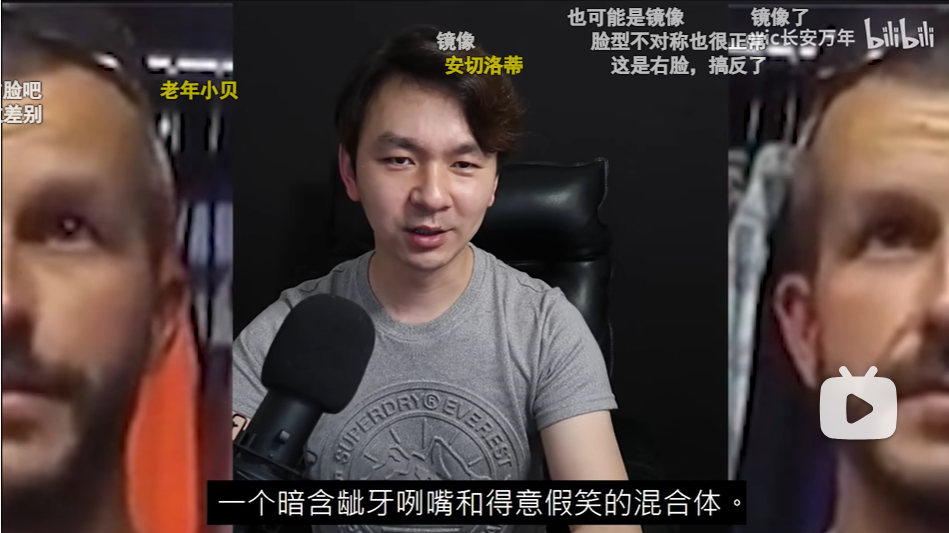 也可能是镜像
镜像了
镜像
脸型不对称也很正常
长安万年
bilibili
安切洛蒂
这是右脸，搞反了
脸吧
老年小贝
差别
SUPERDRY® EVEREST
一个暗含龇牙咧嘴和得意假笑的混合体。